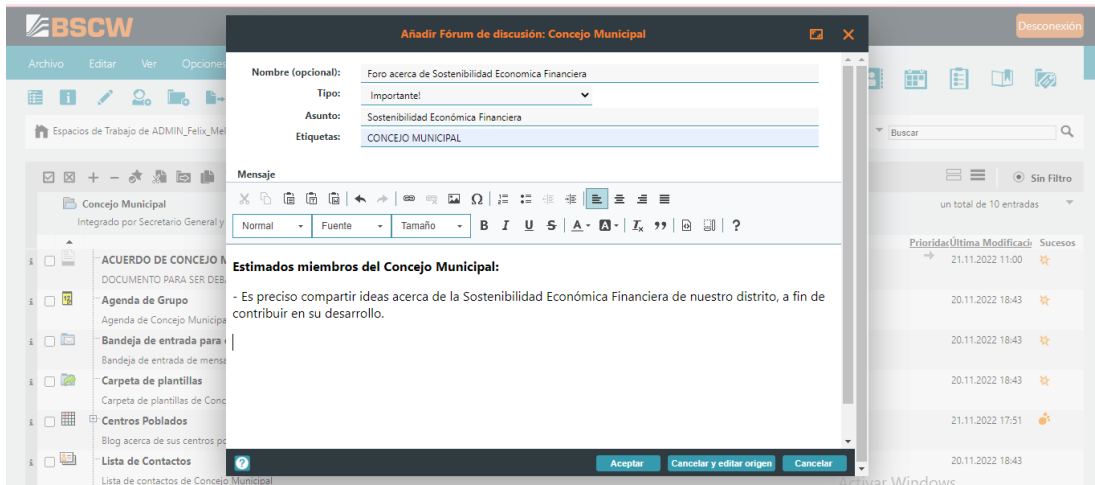 BSCW
Añadir Fórum de discusión: Concejo Municipal
Desconexión
Archivo Editar Ver Opciones
Nombre (opcional): Foro acerca de Sostenibilidad Economica Financiera
Tipo: Importante!
Asunto: Sostenibilidad Económica Financiera
Etiquetas: CONCEJO MUNICIPAL
Espacios de Trabajo de ADMIN_Felix_Mel
Buscar
Mensaje
Sin Filtro
Concejo Municipal
un total de 10 entradas
Integrado por Secretario General y
Normal Fuente Tamaño B I U S A A Ix ?
Prioridad Última Modificació Sucesos
ACUERDO DE CONCEJO M 21.11.2022 11:00
DOCUMENTO PARA SER DEB
Estimados miembros del Concejo Municipal:
Agenda de Grupo 20.11.2022 18:43
- Es preciso compartir ideas acerca de la Sostenibilidad Económica Financiera de nuestro distrito, a fin de
contribuir en su desarrollo.
Agenda de Concejo Municipa
Bandeja de entrada para 20.11.2022 18:43
Bandeja de entrada de mensa
Carpeta de plantillas 20.11.2022 18:43
Carpeta de plantillas de Conc
Centros Poblados 21.11.2022 17:51
Blog acerca de sus centros po
Lista de Contactos 20.11.2022 18:43
Aceptar Cancelar y editar origen Cancelar
Lista de contactos de Concejo Municipal
Activar Windows